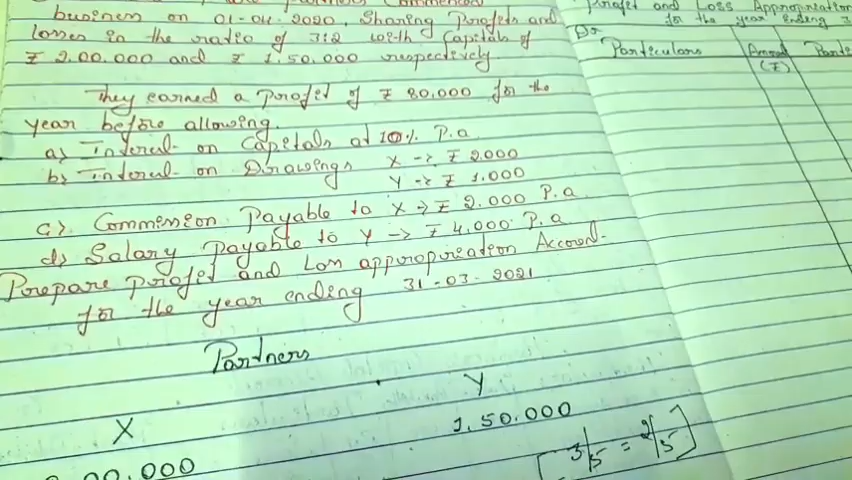 business on 01-04-2020, Sharing Profits and
losses in the ratio of 3:2 with Capitals of
₹ 2,00,000 and ₹ 1,50,000 respectively
They earned a profit of ₹ 80,000 for the
year before allowing.
a) Interest on Capitals at 10% P.a
b) Interest on Drawings X → ₹ 2,000
Y → ₹ 1,000
c) Commission Payable to X → ₹ 2,000 P.a
d) Salary Payable to Y → ₹ 4,000 P.a
Prepare profit and Loss appropriation Account
for the year ending 31-03-2021
Partners
X Y
00,000 1,50,000
[3/5 = 2/5]
Profit and Loss Appropriation
for the year ending 3
Dr
Particulars Amount (₹) Partic